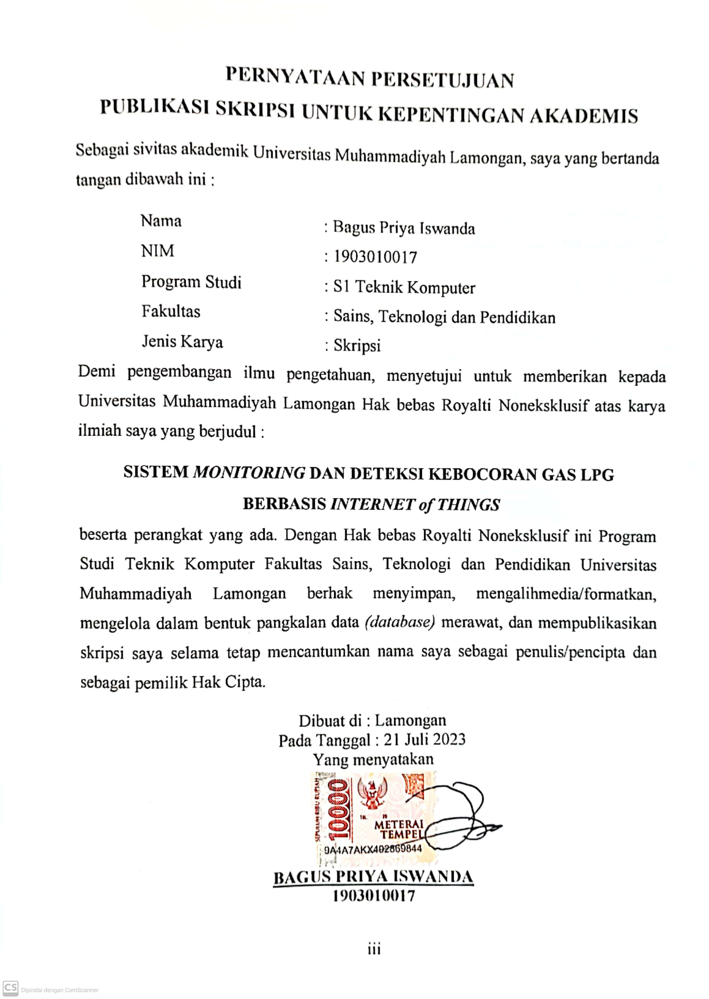 PERNYATAAN PERSETUJUAN
PUBLIKASI SKRIPSI UNTUK KEPENTINGAN AKADEMIS
Sebagai sivitas akademik Universitas Muhammadiyah Lamongan, saya yang bertanda
tangan dibawah ini :
Nama : Bagus Priya Iswanda
NIM : 1903010017
Program Studi : S1 Teknik Komputer
Fakultas : Sains, Teknologi dan Pendidikan
Jenis Karya : Skripsi
Demi pengembangan ilmu pengetahuan, menyetujui untuk memberikan kepada
Universitas Muhammadiyah Lamongan Hak bebas Royalti Noneksklusif atas karya
ilmiah saya yang berjudul :
SISTEM MONITORING DAN DETEKSI KEBOCORAN GAS LPG
BERBASIS INTERNET of THINGS
beserta perangkat yang ada. Dengan Hak bebas Royalti Noneksklusif ini Program
Studi Teknik Komputer Fakultas Sains, Teknologi dan Pendidikan Universitas
Muhammadiyah Lamongan berhak menyimpan, mengalihmedia/formatkan,
mengelola dalam bentuk pangkalan data (database) merawat, dan mempublikasikan
skripsi saya selama tetap mencantumkan nama saya sebagai penulis/pencipta dan
sebagai pemilik Hak Cipta.
Dibuat di : Lamongan
Pada Tanggal : 21 Juli 2023
Yang menyatakan
SEPULUH RIBU RUPIAH
10000
METERAI
TEMPEL
9A4A7AKX402869844
BAGUS PRIYA ISWANDA
1903010017
iii
CS Dipindai dengan CamScanner